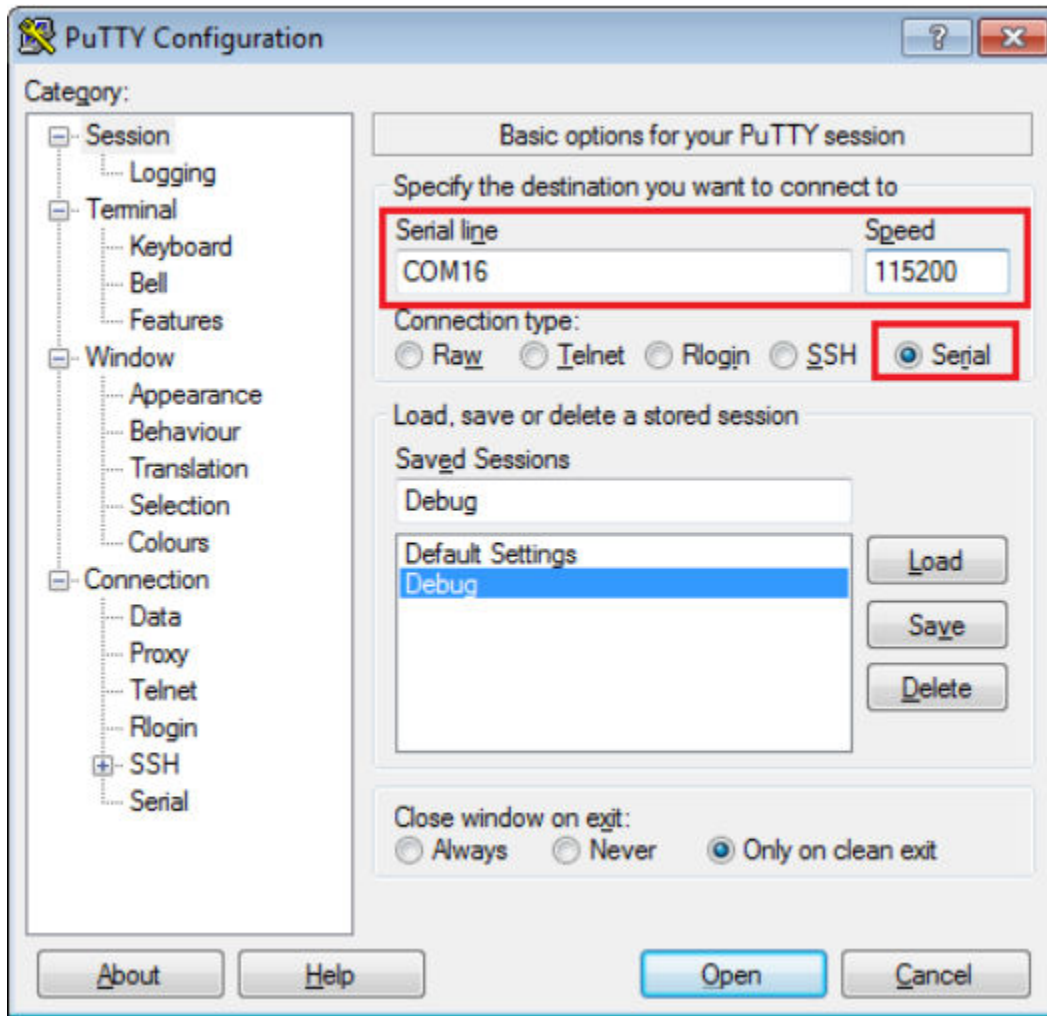 PuTTY Configuration
?
Category:
Session
Logging
Terminal
Keyboard
Bell
Features
Window
Appearance
Behaviour
Translation
Selection
Colours
Connection
Data
Proxy
Telnet
Rlogin
SSH
Serial
Basic options for your PuTTY session
Specify the destination you want to connect to
Serial line Speed
COM16 115200
Connection type:
Raw Telnet Rlogin SSH Serial
Load, save or delete a stored session
Saved Sessions
Debug
Default Settings
Debug
Load
Save
Delete
Close window on exit:
Always Never Only on clean exit
About Help Open Cancel